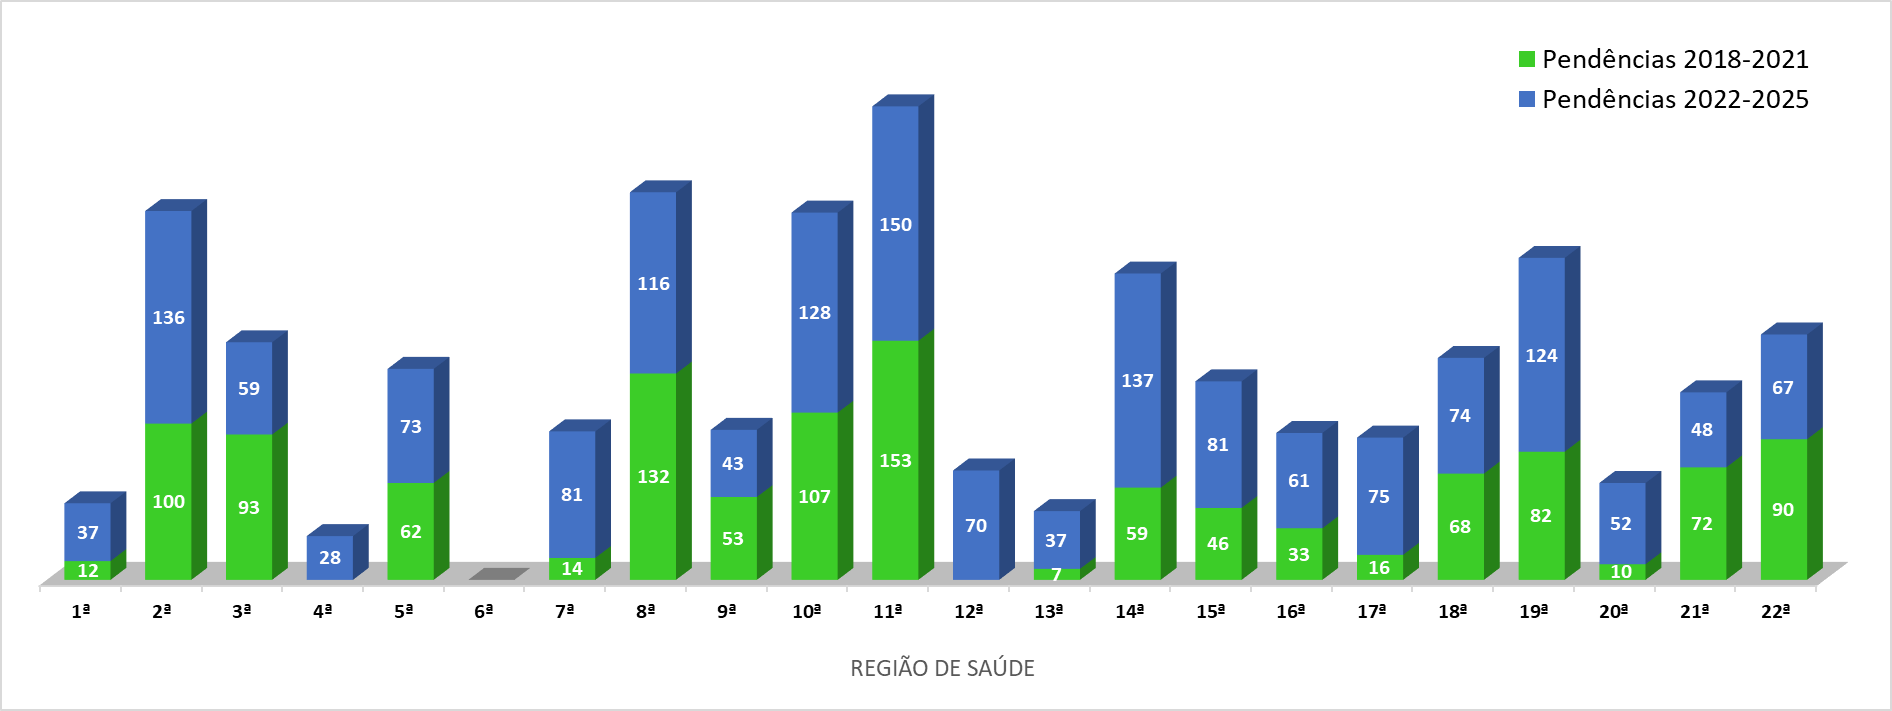 Pendências 2018-2021
Pendências 2022-2025
37 136 59 28 73 81 116 43 128 150 70 37 137 81 61 75 74 124 52 48 67
12 100 93 62 14 132 53 107 153 7 59 46 33 16 68 82 10 72 90
1ª 2ª 3ª 4ª 5ª 6ª 7ª 8ª 9ª 10ª 11ª 12ª 13ª 14ª 15ª 16ª 17ª 18ª 19ª 20ª 21ª 22ª
REGIÃO DE SAÚDE